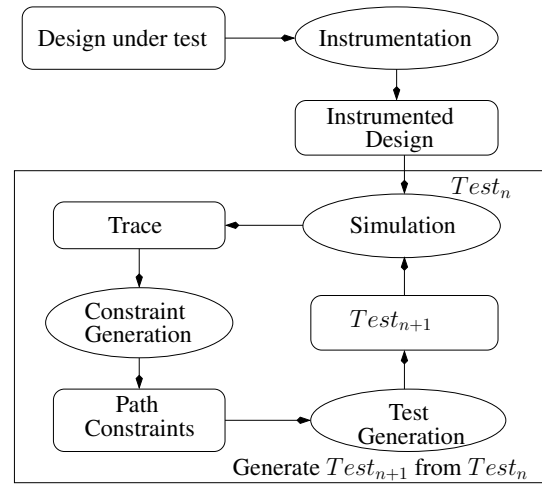 Design under test
Instrumentation
Instrumented
Design
$Test_n$
Trace
Simulation
Constraint
Generation
$Test_{n+1}$
Path
Constraints
Test
Generation
Generate $Test_{n+1}$ from $Test_n$